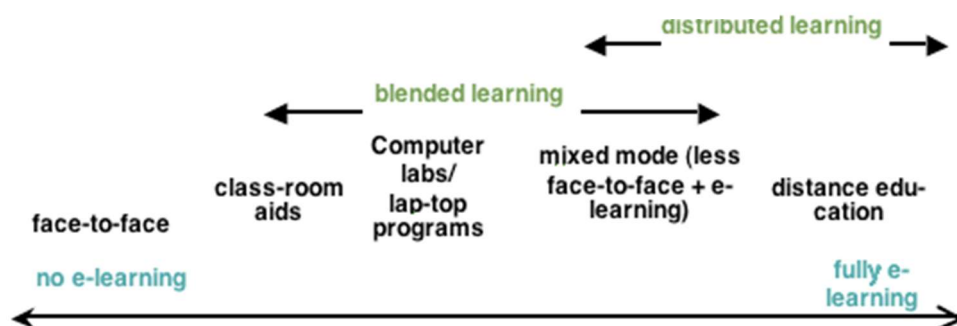 distributed learning
blended learning
Computer
labs/
lap-top
programs
mixed mode (less
face-to-face + e-
learning)
class-room
aids
distance edu-
cation
face-to-face
no e-learning
fully e-
learning